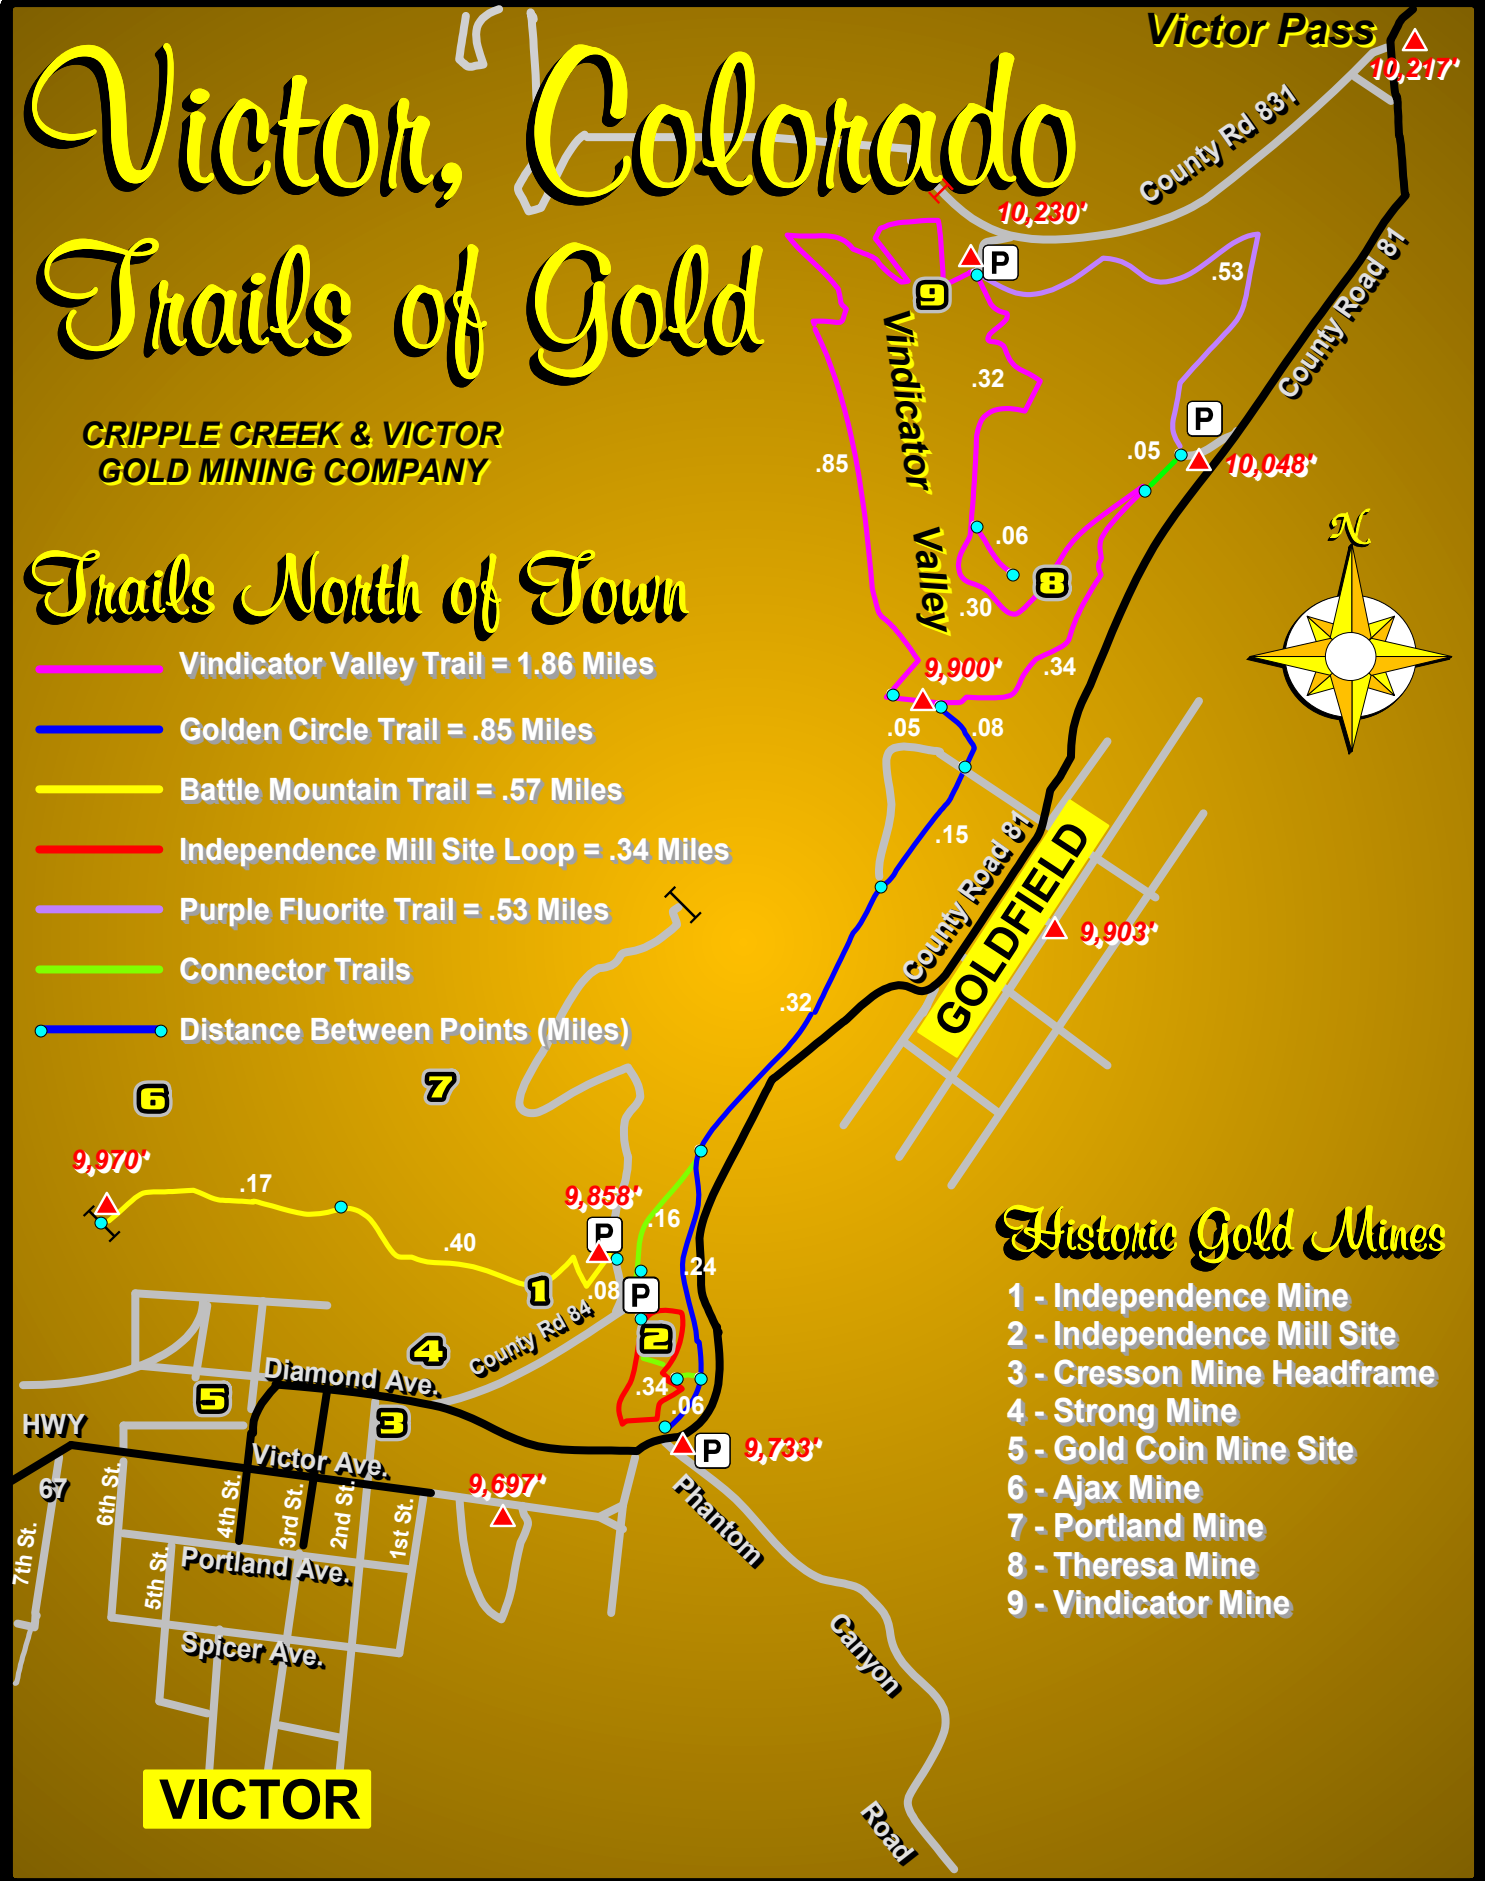 Victor Pass
10,217'
Victor, Colorado
County Rd 831
10,230'
P
Trails of Gold
.53
9
County Road 81
Vindicator
Valley
.32
CRIPPLE CREEK & VICTOR
GOLD MINING COMPANY
P
.85
.05
10,048'
N
.06
8
.30
Trails North of Town
Vindicator Valley Trail = 1.86 Miles
Golden Circle Trail = .85 Miles
Battle Mountain Trail = .57 Miles
Independence Mill Site Loop = .34 Miles
Purple Fluorite Trail = .53 Miles
Connector Trails
Distance Between Points (Miles)
9,900'
.34
.05
.08
.15
County Road 81
GOLDFIELD
9,903'
.32
6
7
9,970'
.17
.40
9,858'
P
.16
.24
.08
P
1
2
County Rd 84
4
Diamond Ave.
5
3
.34
.06
HWY
67
Victor Ave.
9,697'
P
9,733'
7th St.
6th St.
5th St.
4th St.
3rd St.
2nd St.
1st St.
Portland Ave.
Spicer Ave.
VICTOR
Phantom
Canyon
Road
Historic Gold Mines
1 - Independence Mine
2 - Independence Mill Site
3 - Cresson Mine Headframe
4 - Strong Mine
5 - Gold Coin Mine Site
6 - Ajax Mine
7 - Portland Mine
8 - Theresa Mine
9 - Vindicator Mine